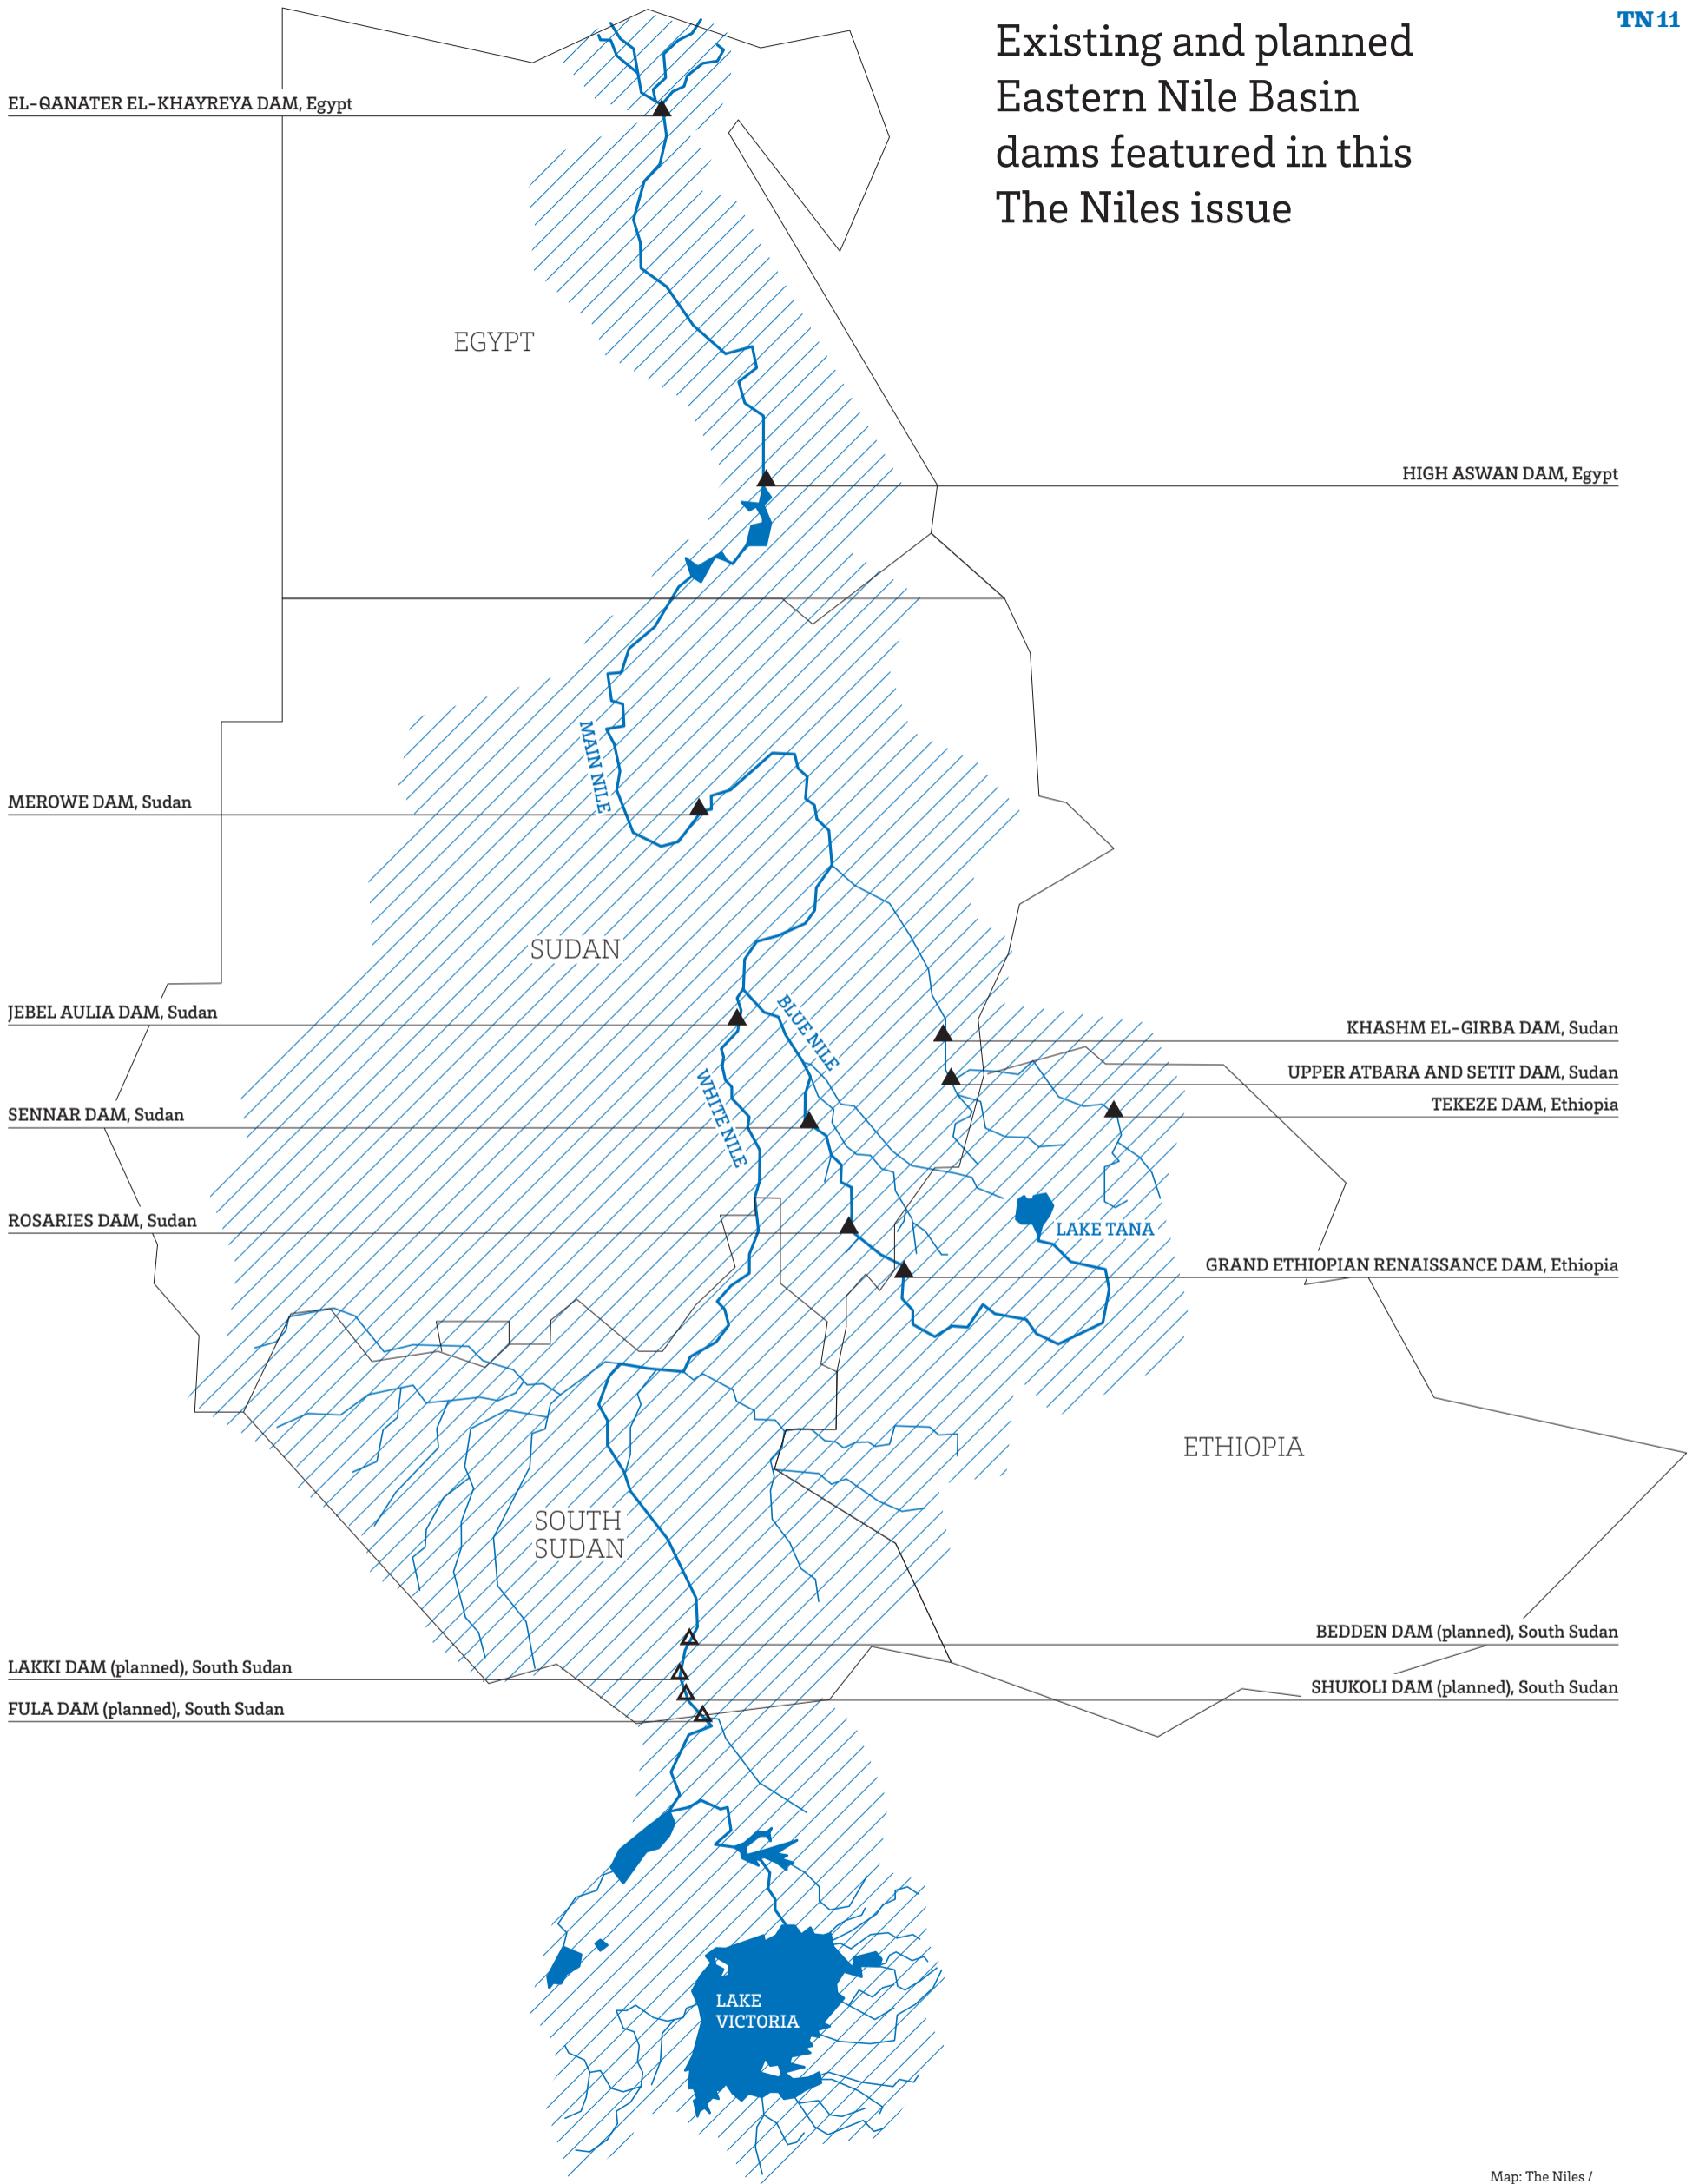 TN11
Existing and planned
Eastern Nile Basin
dams featured in this
The Niles issue
EL-QANATER EL-KHAYREYA DAM, Egypt
EGYPT
HIGH ASWAN DAM, Egypt
MAIN NILE
MEROWE DAM, Sudan
SUDAN
JEBEL AULIA DAM, Sudan
BLUE NILE
KHASHM EL-GIRBA DAM, Sudan
UPPER ATBARA AND SETIT DAM, Sudan
TEKEZE DAM, Ethiopia
WHITE NILE
SENNAR DAM, Sudan
ROSARIES DAM, Sudan
LAKE TANA
GRAND ETHIOPIAN RENAISSANCE DAM, Ethiopia
ETHIOPIA
SOUTH
SUDAN
BEDDEN DAM (planned), South Sudan
LAKKI DAM (planned), South Sudan
SHUKOLI DAM (planned), South Sudan
FULA DAM (planned), South Sudan
LAKE
VICTORIA
Map: The Niles /